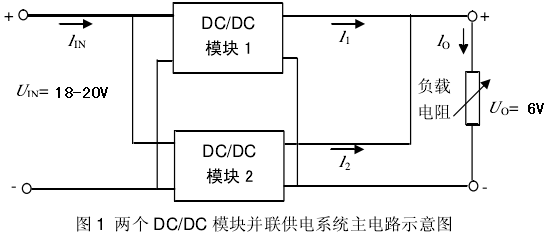 +
I_IN
DC/DC
模块 1
I_1
I_O
+
U_IN= 18-20V
负载
电阻
U_O= 6V
DC/DC
模块 2
I_2
-
-
图 1 两个 DC/DC 模块并联供电系统主电路示意图